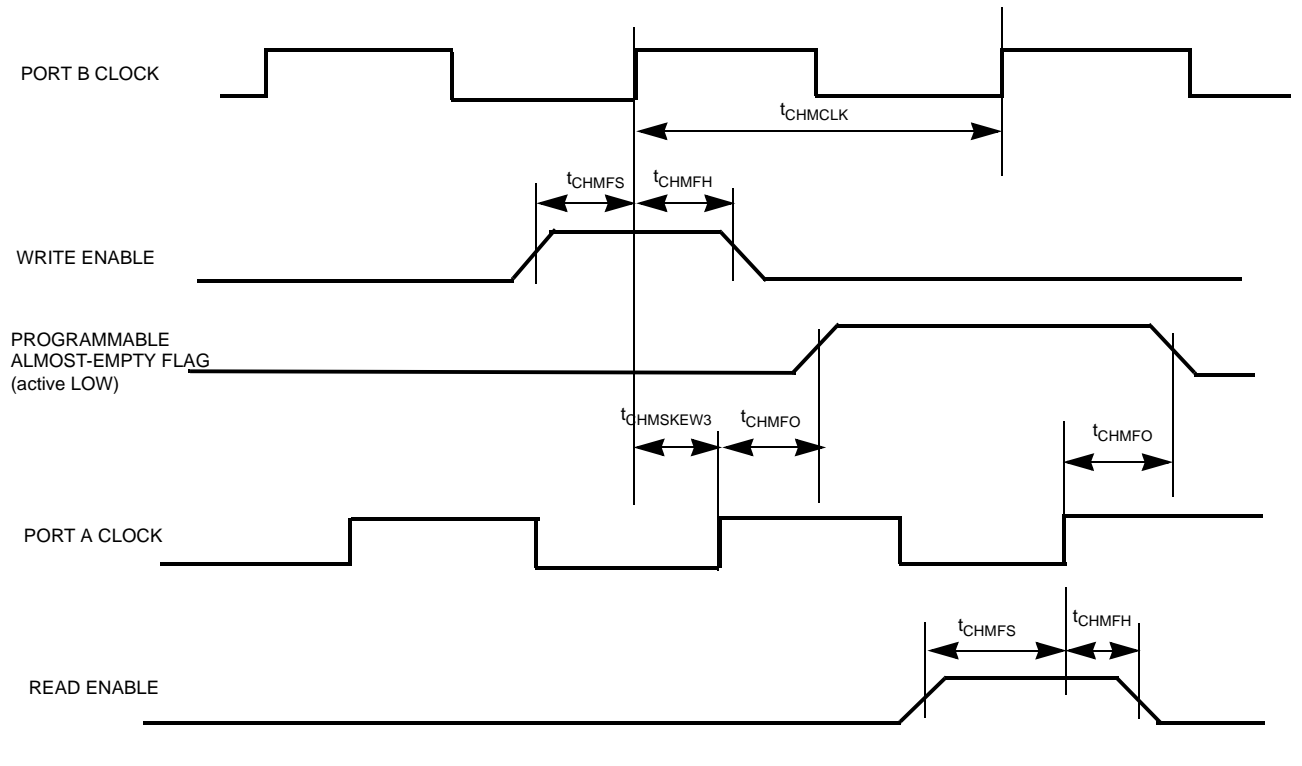 PORT B CLOCK
tCHMCLK
tCHMFS
tCHMFH
WRITE ENABLE
PROGRAMMABLE
ALMOST-EMPTY FLAG
(active LOW)
tCHMSKEW3
tCHMFO
tCHMFO
PORT A CLOCK
tCHMFS
tCHMFH
READ ENABLE